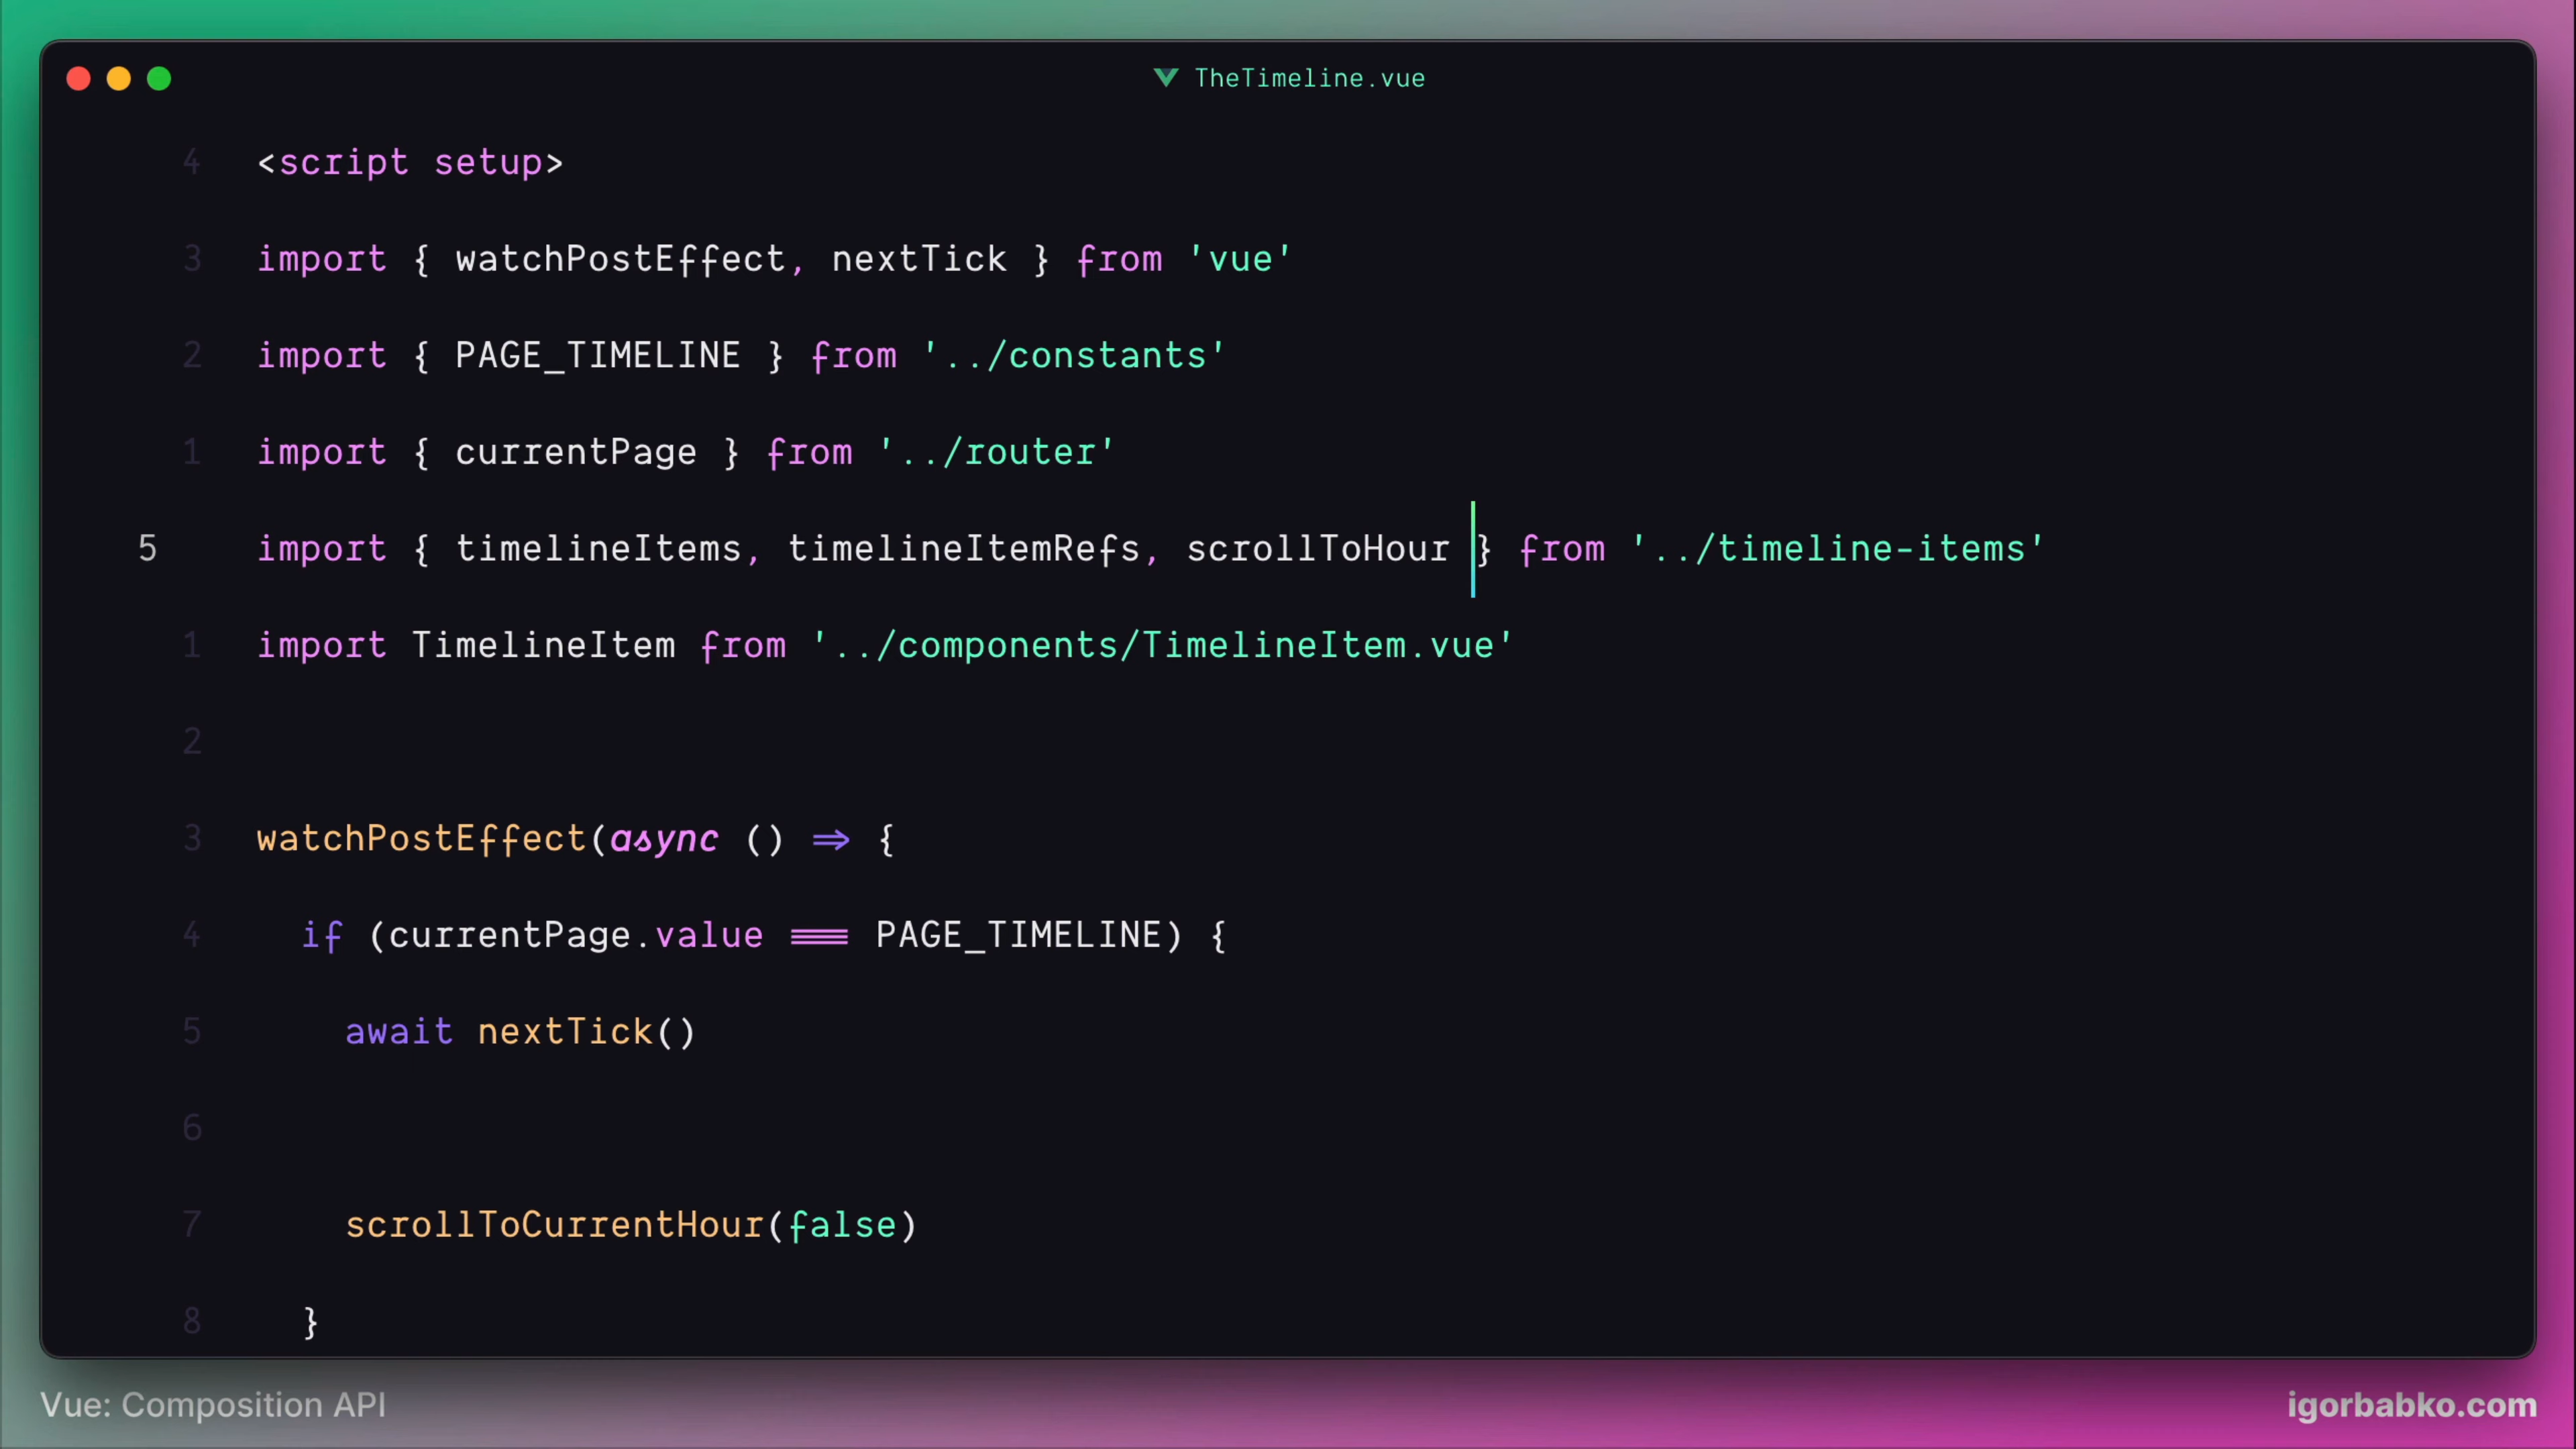 TheTimeline.vue
4 <script setup>
3 import { watchPostEffect, nextTick } from 'vue'
2 import { PAGE_TIMELINE } from '../constants'
1 import { currentPage } from '../router'
5 import { timelineItems, timelineItemRefs, scrollToHour } from '../timeline-items'
1 import TimelineItem from '../components/TimelineItem.vue'
2
3 watchPostEffect(async () => {
4 if (currentPage.value === PAGE_TIMELINE) {
5 await nextTick()
6
7 scrollToCurrentHour(false)
8 }
Vue: Composition API
igorbabko.com